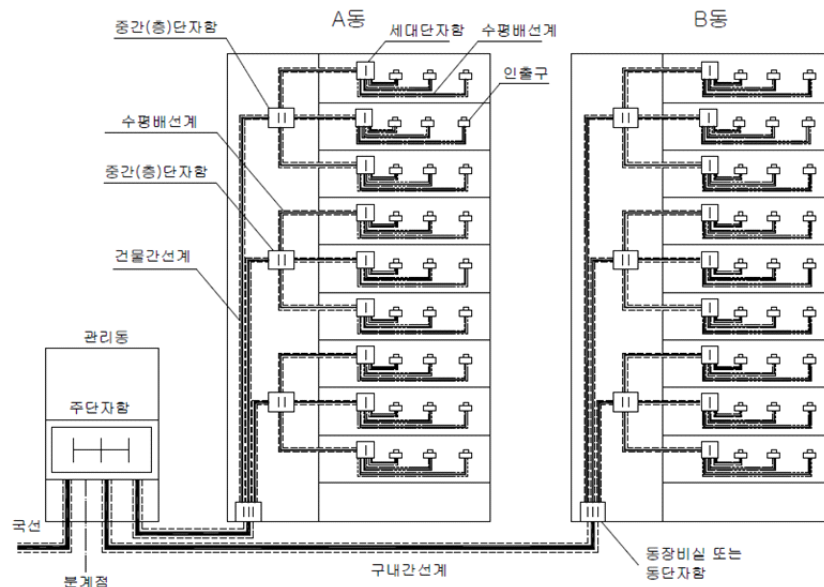 A동
B동
중간(층)단자함
세대단자함
수평배선계
인출구
수평배선계
중간(층)단자함
건물간선계
관리동
주단자함
국선
분계점
구내간선계
동장비실 또는
동단자함